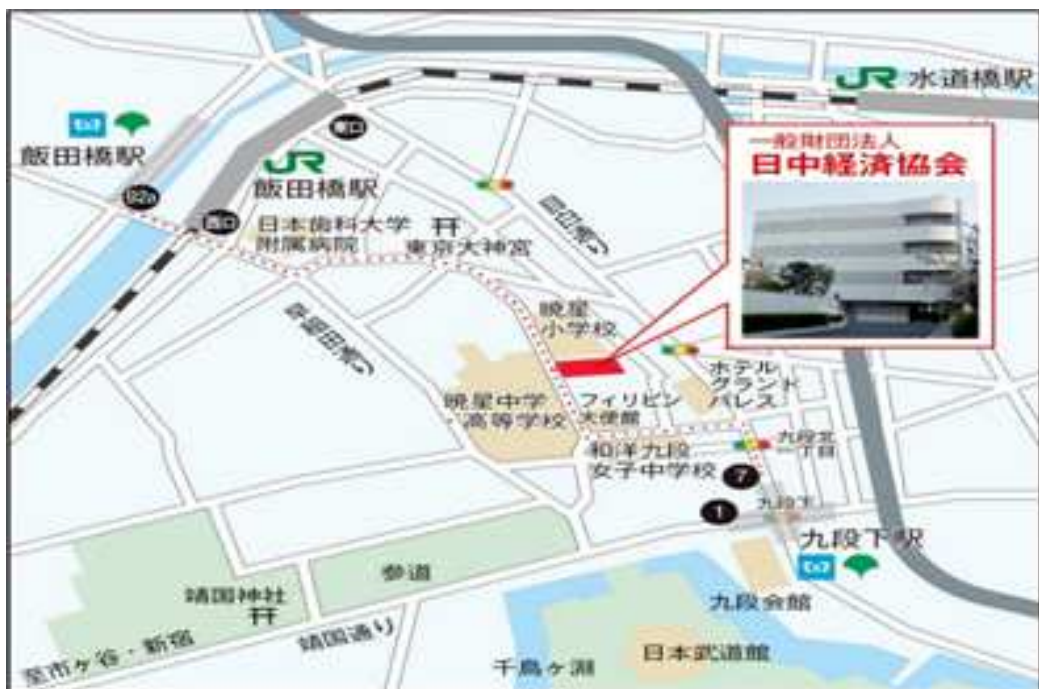 JR 水道橋駅
一般財団法人
日中経済協会
飯田橋駅
東口
JR
飯田橋駅
B2a
西口
日本歯科大学
附属病院
東京大神宮
目白通り
早稲田通り
暁星
小学校
ホテル
グランド
パレス
暁星中学
・高等学校
フィリピン
大使館
和洋九段
女子中学校
九段北
一丁目
7
1
九段下
九段下駅
参道
靖国神社
九段会館
至市ヶ谷・新宿
靖国通り
千鳥ヶ淵
日本武道館